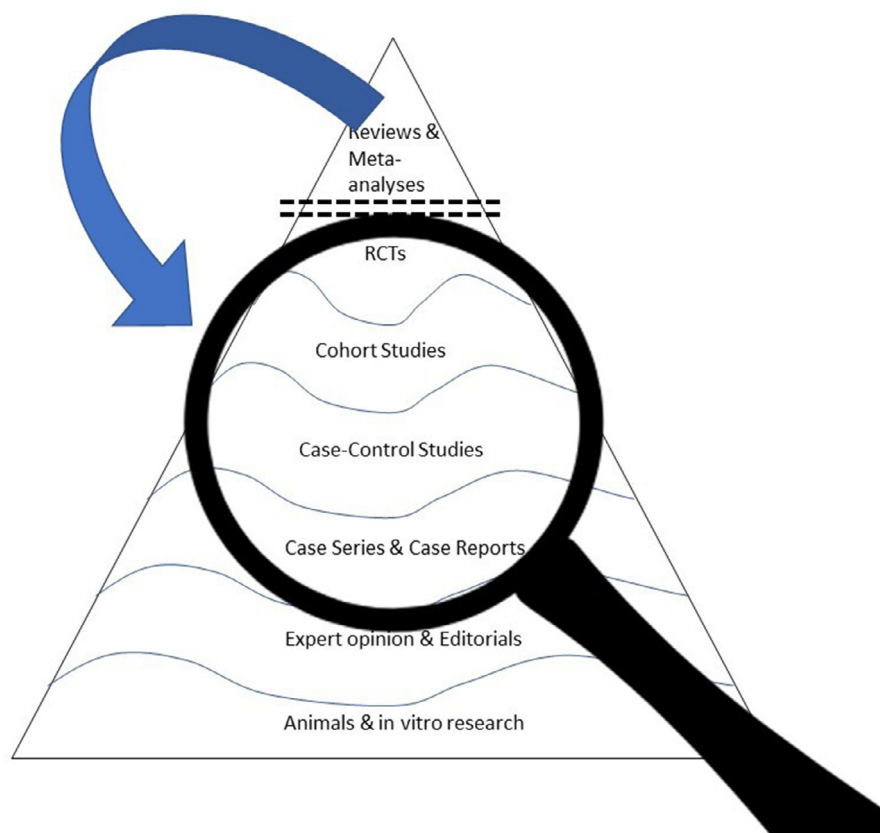 Reviews &
Meta-
analyses
RCTs
Cohort Studies
Case-Control Studies
Case Series & Case Reports
Expert opinion & Editorials
Animals & in vitro research